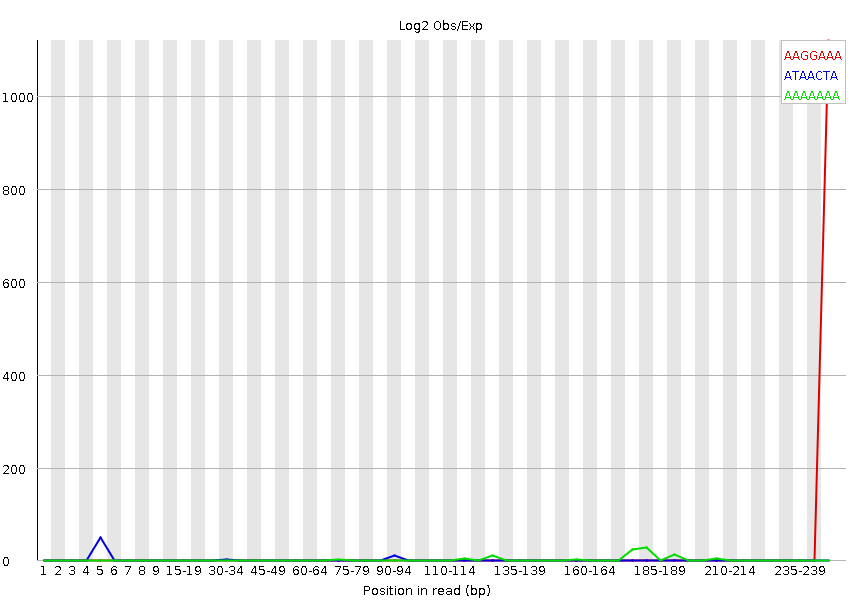 Log2 Obs/Exp
AAGGAAA
ATAACTA
AAAAAAA
1000
800
600
400
200
0
1 2 3 4 5 6 7 8 9 15-19 30-34 45-49 60-64 75-79 90-94 110-114 135-139 160-164 185-189 210-214 235-239
Position in read (bp)